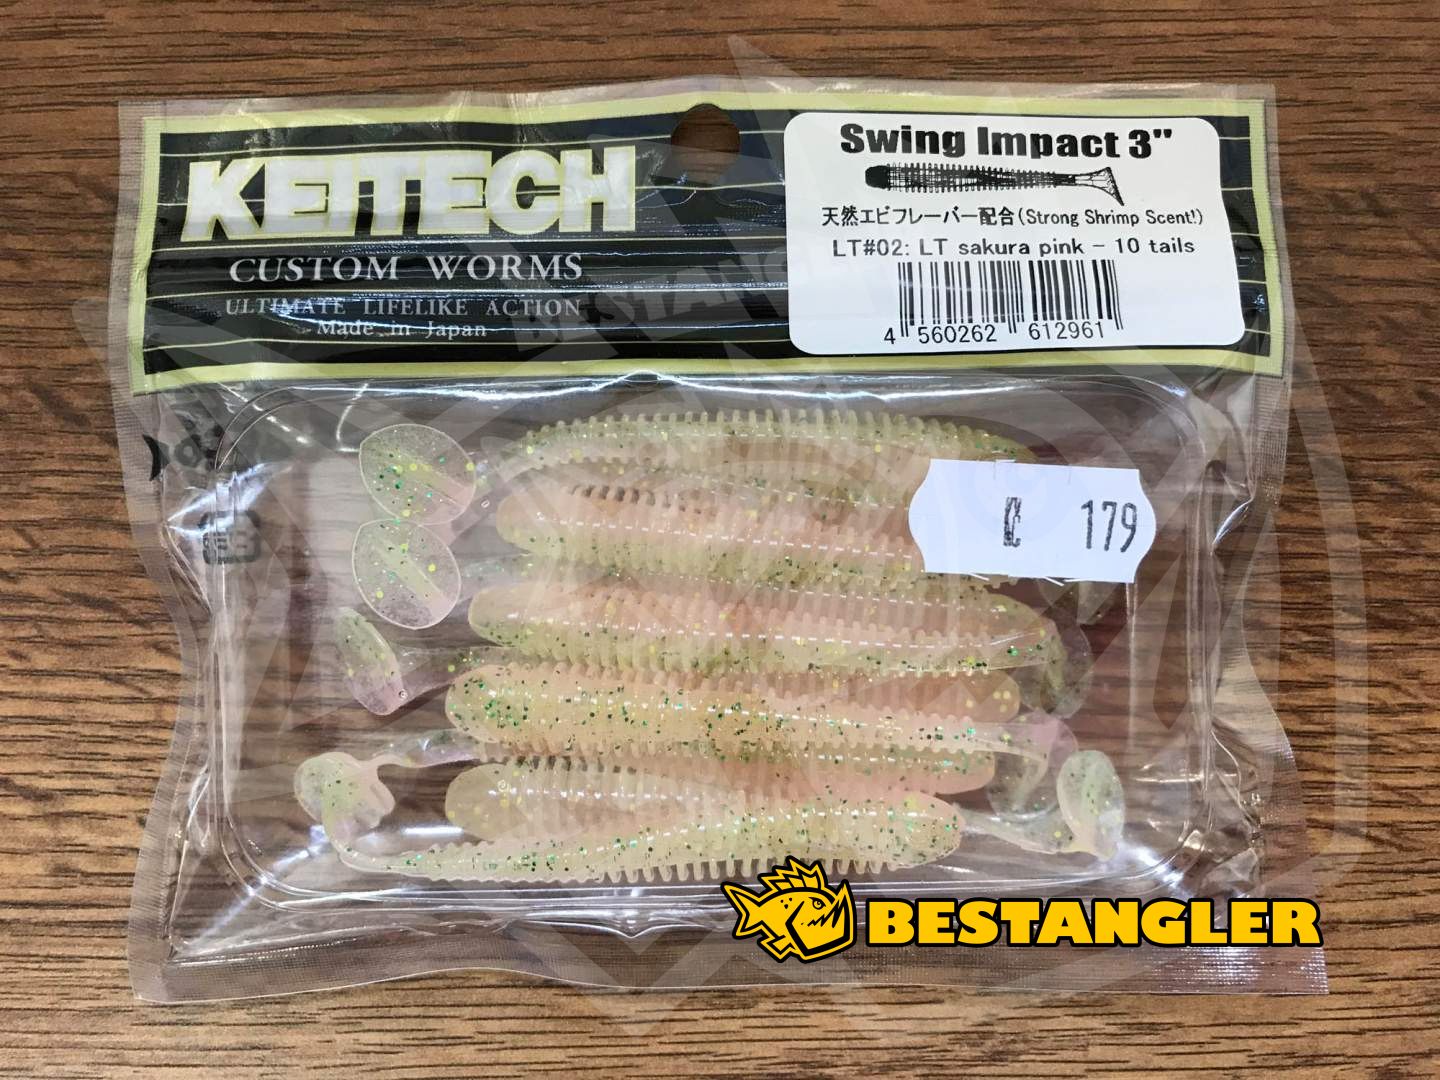 KEITECH
CUSTOM WORMS
ULTIMATE LIFELIKE ACTION
Made in Japan
Swing Impact 3"
天然エビフレーバー配合(Strong Shrimp Scent!)
LT#02: LT sakura pink - 10 tails
4 560262 612961
₡ 179
BESTANGLER
BESTANGLER